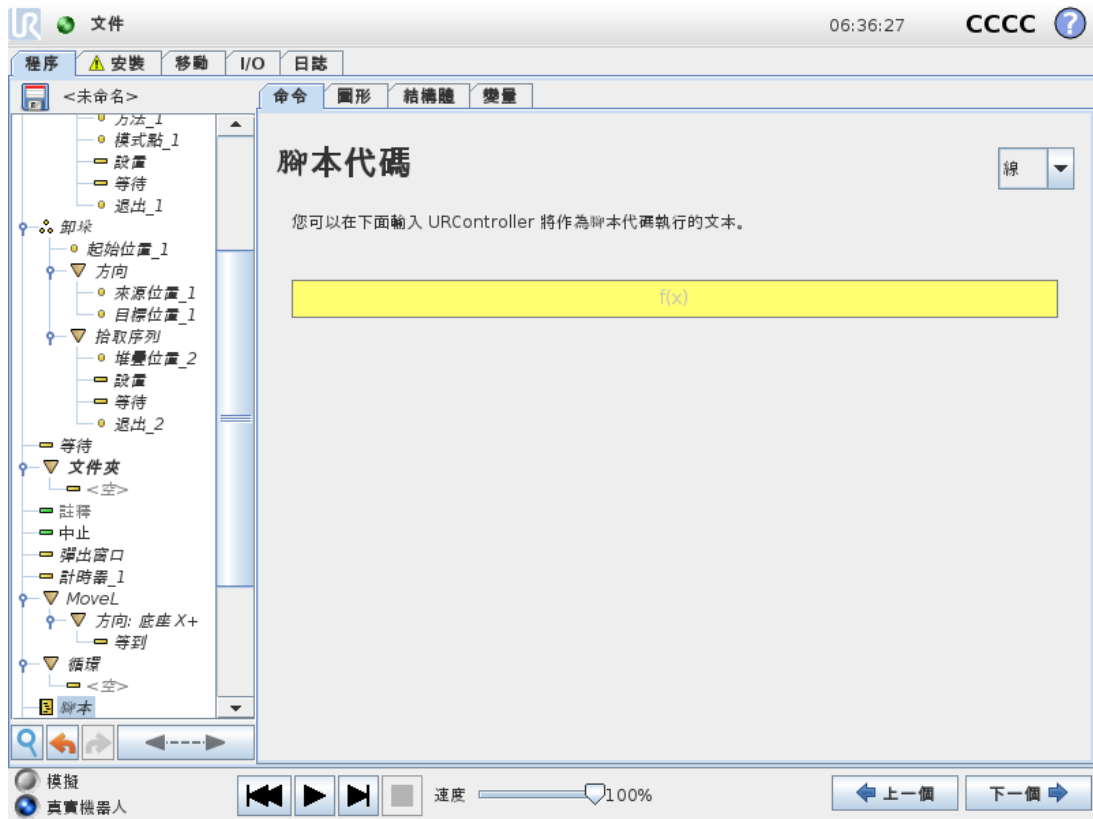 UR 文件 06:36:27 CCCC ?
程序 安裝 移動 I/O 日誌
<未命名>
命令 圖形 結構體 變量
方法_1
模式點_1
設置
等待
退出_1
卸垛
起始位置_1
方向
來源位置_1
目標位置_1
拾取序列
堆疊位置_2
設置
等待
退出_2
等待
文件夾
<空>
註釋
中止
彈出窗口
計時器_1
MoveL
方向: 底座 X+
等到
循環
<空>
腳本
腳本代碼
線
您可以在下面輸入 URController 將作為腳本代碼執行的文本。
f(x)
模擬
真實機器人
速度 100%
上一個 下一個